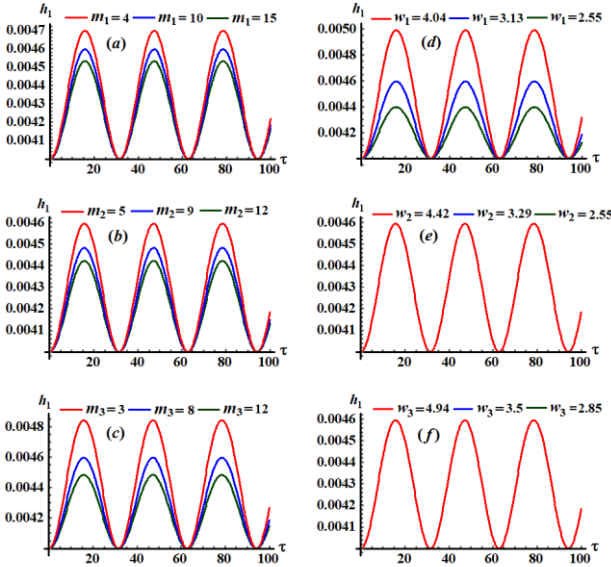 h₁ m₁=4 m₁=10 m₁=15
(a)
0.0047
0.0046
0.0045
0.0044
0.0043
0.0042
0.0041
20 40 60 80 100 τ
h₁ w₁=4.04 w₁=3.13 w₁=2.55
(d)
0.0050
0.0048
0.0046
0.0044
0.0042
20 40 60 80 100 τ
h₁ m₂=5 m₂=9 m₂=12
(b)
0.0046
0.0045
0.0044
0.0043
0.0042
0.0041
20 40 60 80 100 τ
h₁ w₂=4.42 w₂=3.29 w₂=2.55
(e)
0.0046
0.0045
0.0044
0.0043
0.0042
0.0041
20 40 60 80 100 τ
h₁ m₃=3 m₃=8 m₃=12
(c)
0.0048
0.0046
0.0044
0.0042
20 40 60 80 100 τ
h₁ w₃=4.94 w₃=3.5 w₃=2.85
(f)
0.0046
0.0045
0.0044
0.0043
0.0042
0.0041
20 40 60 80 100 τ